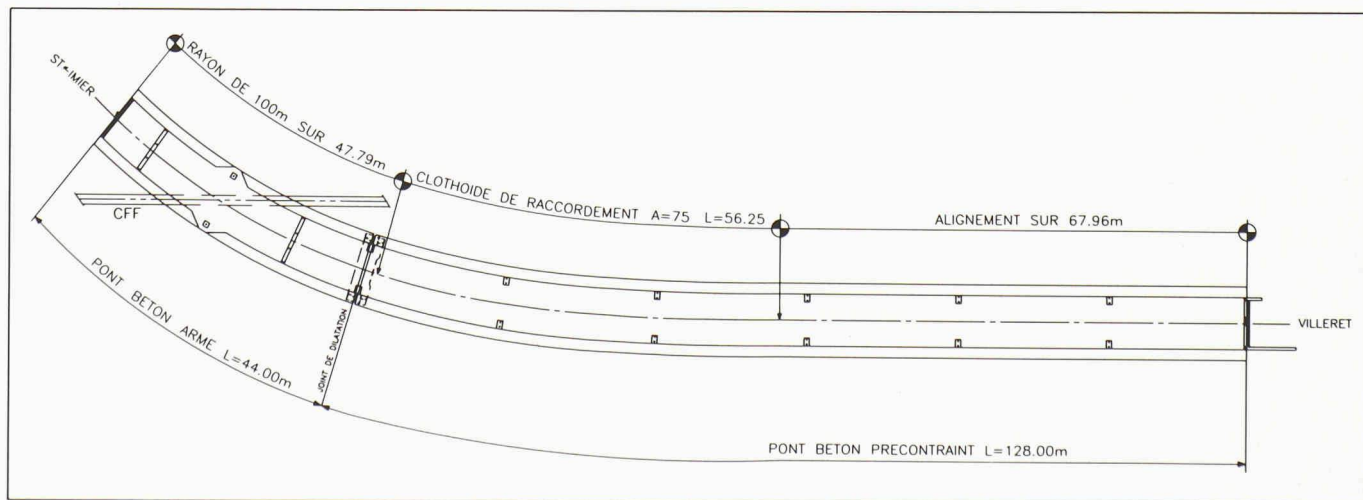 RAYON DE 100m SUR 47.79m
ST-IMIER
CLOTHOIDE DE RACCORDEMENT A=75 L=56.25
ALIGNEMENT SUR 67.96m
CFF
PONT BETON ARME L=44.00m
JOINT DE DILATATION
VILLERET
PONT BETON PRECONTRAINT L=128.00m